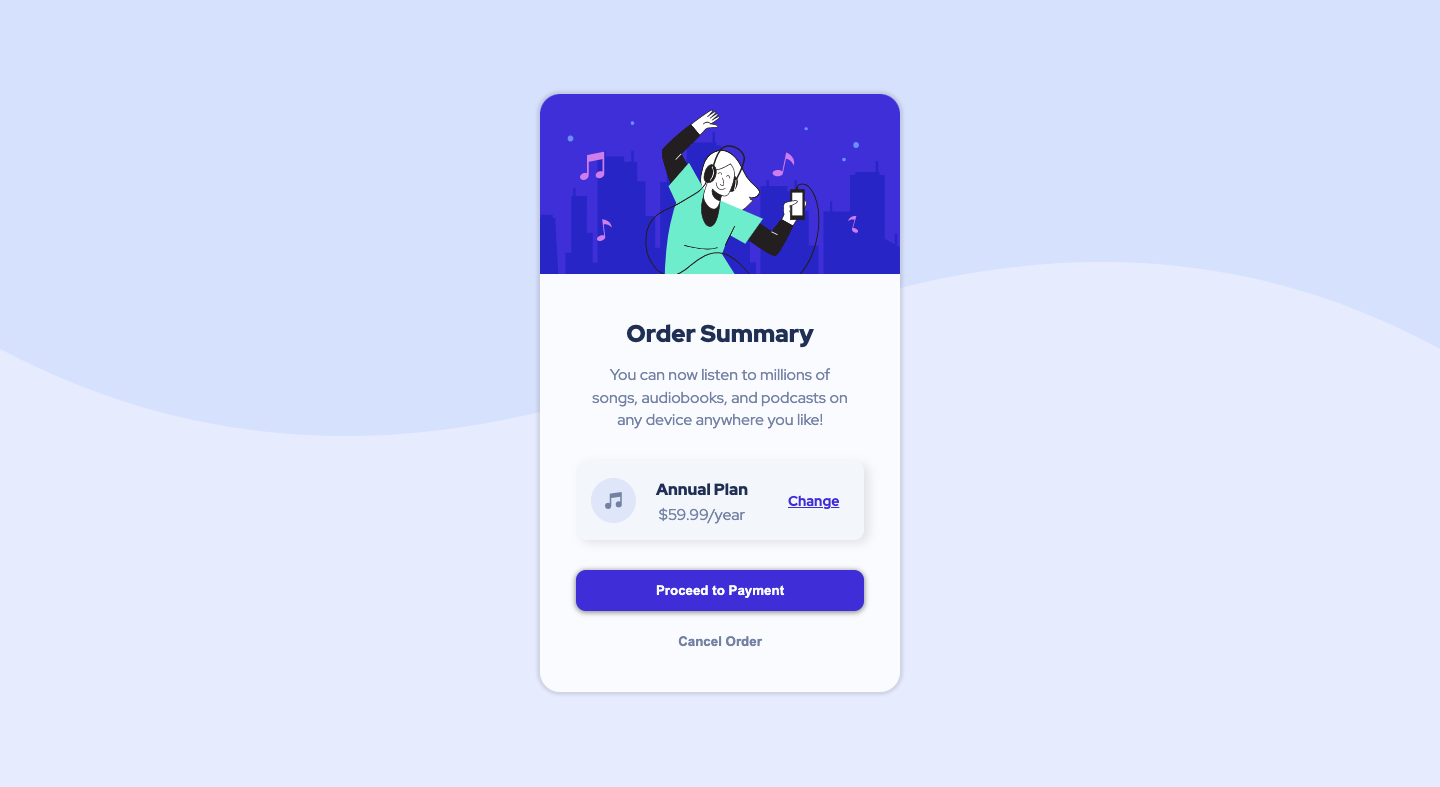 Order Summary
You can now listen to millions of
songs, audiobooks, and podcasts on
any device anywhere you like!
Annual Plan
$59.99/year
Change
Proceed to Payment
Cancel Order